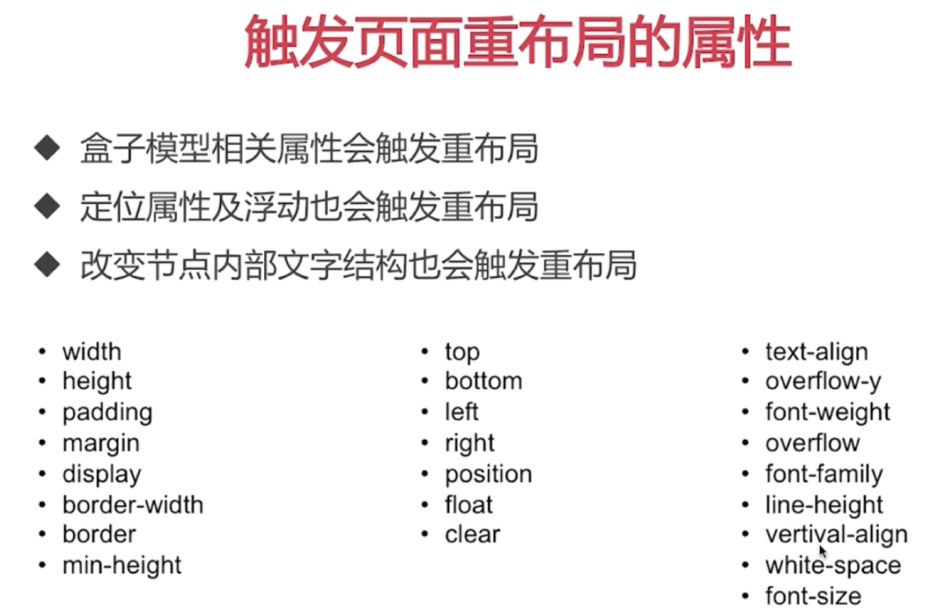 触发页面重布局的属性
◆ 盒子模型相关属性会触发重布局
◆ 定位属性及浮动也会触发重布局
◆ 改变节点内部文字结构也会触发重布局
• width
• height
• padding
• margin
• display
• border-width
• border
• min-height
• top
• bottom
• left
• right
• position
• float
• clear
• text-align
• overflow-y
• font-weight
• overflow
• font-family
• line-height
• vertival-align
• white-space
• font-size